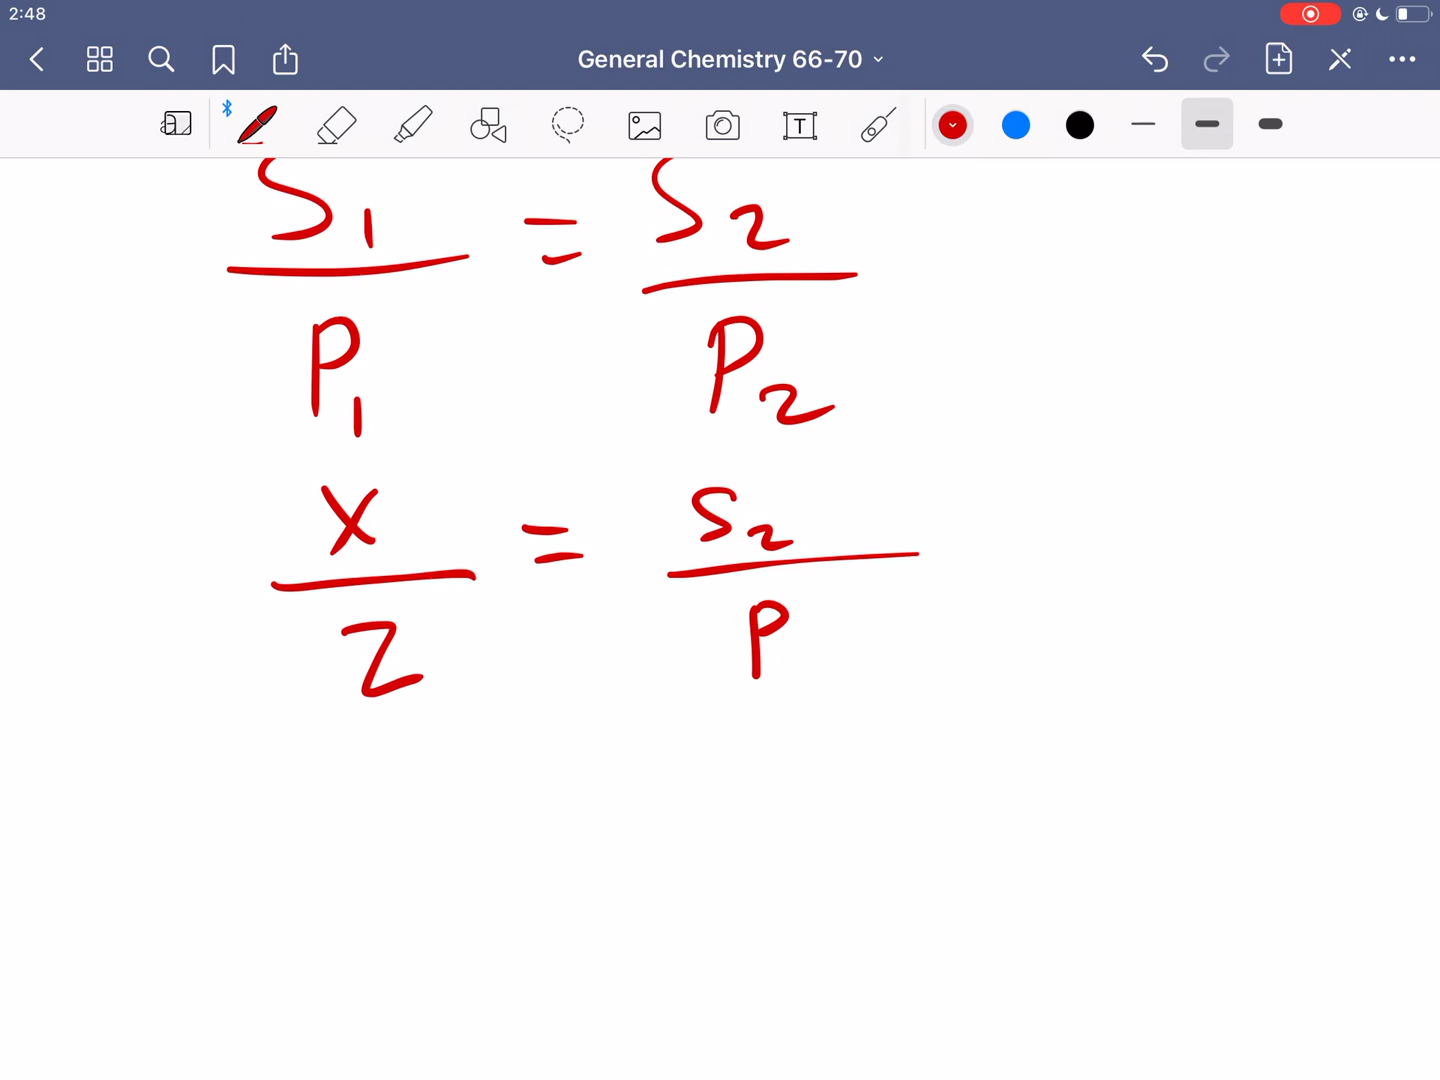 2:48
General Chemistry 66-70
a
T
S1 = S2
P1 P2
x = S2
2 P